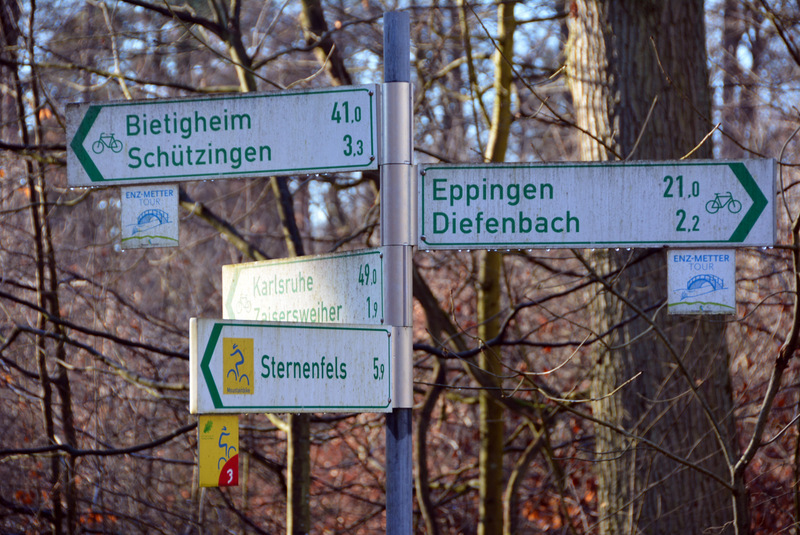 Bietigheim 41,0
Schützingen 3,3
ENZ-METTER
TOUR
Eppingen 21,0
Diefenbach 2,2
ENZ-METTER
TOUR
Karlsruhe 49,0
Zaisersweiher 1,9
Sternenfels 5,9
3